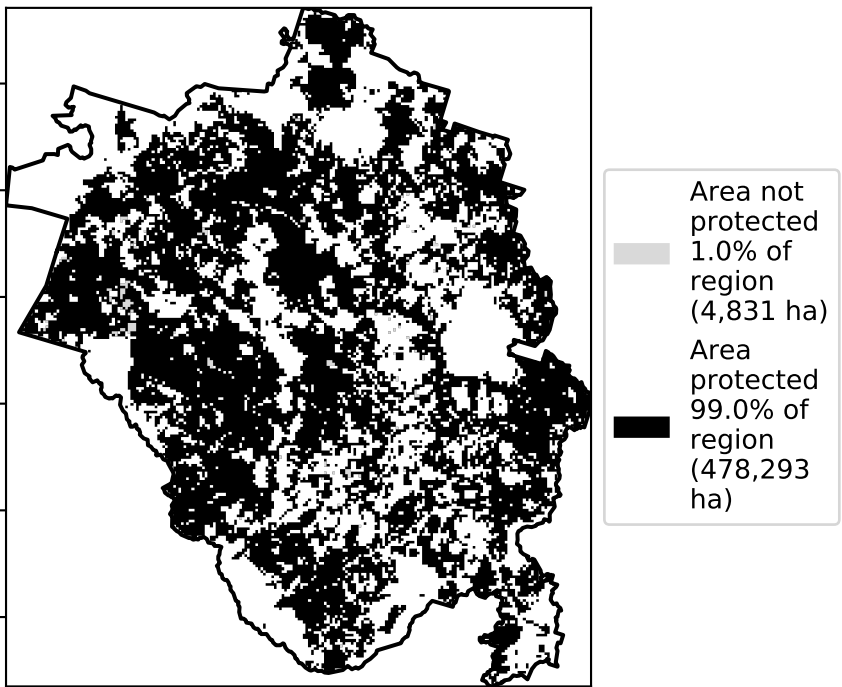 Area not
protected
1.0% of
region
(4,831 ha)
Area
protected
99.0% of
region
(478,293
ha)